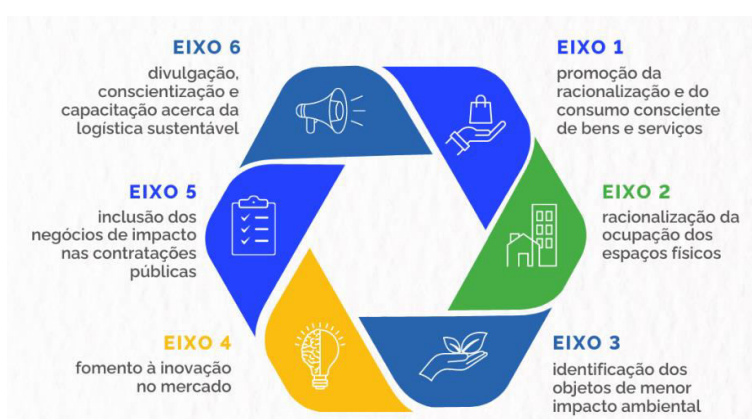 EIXO 6
divulgação,
conscientização e
capacitação acerca da
logística sustentável
EIXO 1
promoção da
racionalização e do
consumo consciente
de bens e serviços
EIXO 5
inclusão dos
negócios de impacto
nas contratações
públicas
EIXO 2
racionalização da
ocupação dos
espaços físicos
EIXO 4
fomento à inovação
no mercado
EIXO 3
identificação dos
objetos de menor
impacto ambiental